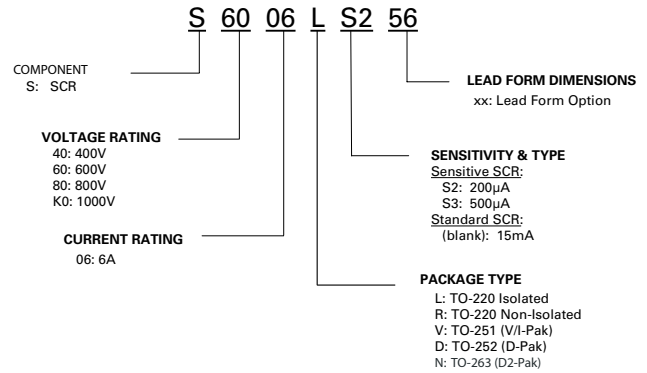 S 60 06 L S2 56
COMPONENT
S: SCR
VOLTAGE RATING
40: 400V
60: 600V
80: 800V
K0: 1000V
CURRENT RATING
06: 6A
LEAD FORM DIMENSIONS
xx: Lead Form Option
SENSITIVITY & TYPE
Sensitive SCR:
S2: 200μA
S3: 500μA
Standard SCR:
(blank): 15mA
PACKAGE TYPE
L: TO-220 Isolated
R: TO-220 Non-Isolated
V: TO-251 (V/I-Pak)
D: TO-252 (D-Pak)
N: TO-263 (D2-Pak)